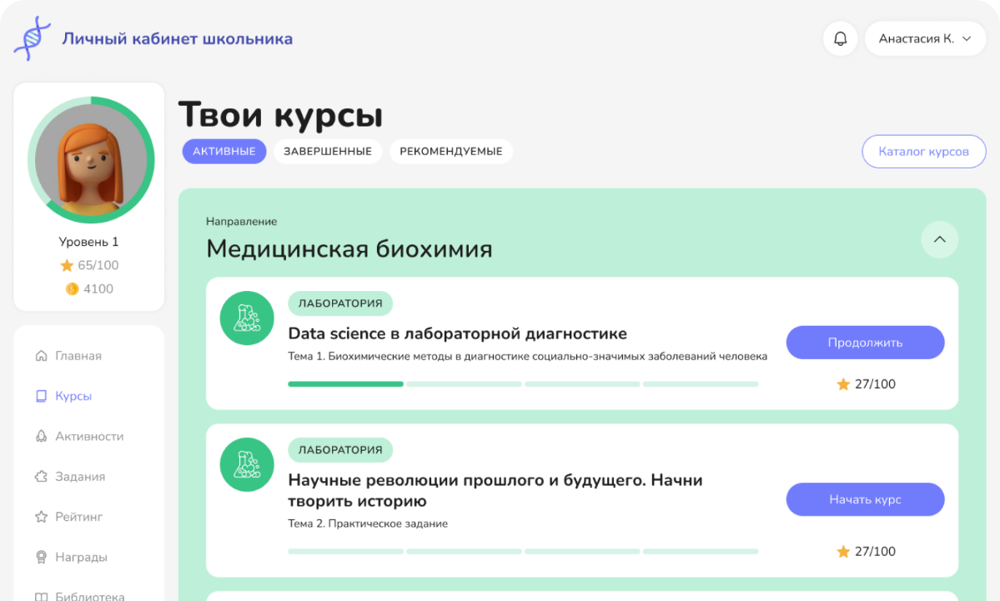 Личный кабинет школьника
Анастасия К.
Уровень 1
65/100
4100
Главная
Курсы
Активности
Задания
Рейтинг
Награды
Библиотека
Твои курсы
АКТИВНЫЕ
ЗАВЕРШЕННЫЕ
РЕКОМЕНДУЕМЫЕ
Каталог курсов
Направление
Медицинская биохимия
ЛАБОРАТОРИЯ
Data science в лабораторной диагностике
Тема 1. Биохимические методы в диагностике социально-значимых заболеваний человека
Продолжить
27/100
ЛАБОРАТОРИЯ
Научные революции прошлого и будущего. Начни
творить историю
Тема 2. Практическое задание
Начать курс
27/100